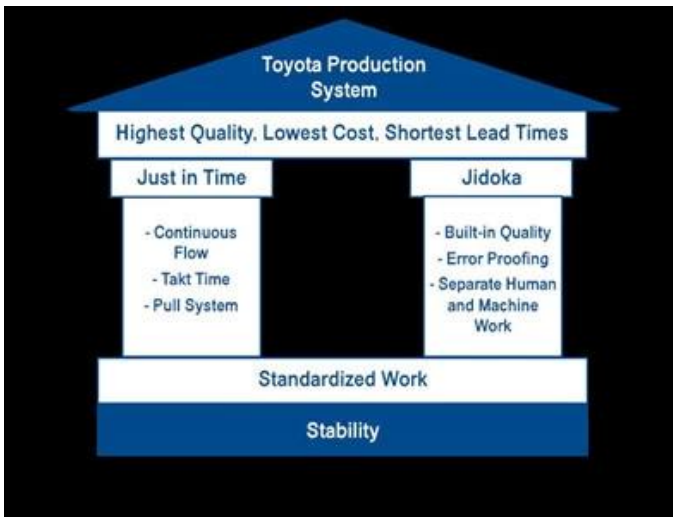 Toyota Production
System
Highest Quality, Lowest Cost, Shortest Lead Times
Just in Time
- Continuous
Flow
- Takt Time
- Pull System
Jidoka
- Built-in Quality
- Error Proofing
- Separate Human
and Machine
Work
Standardized Work
Stability